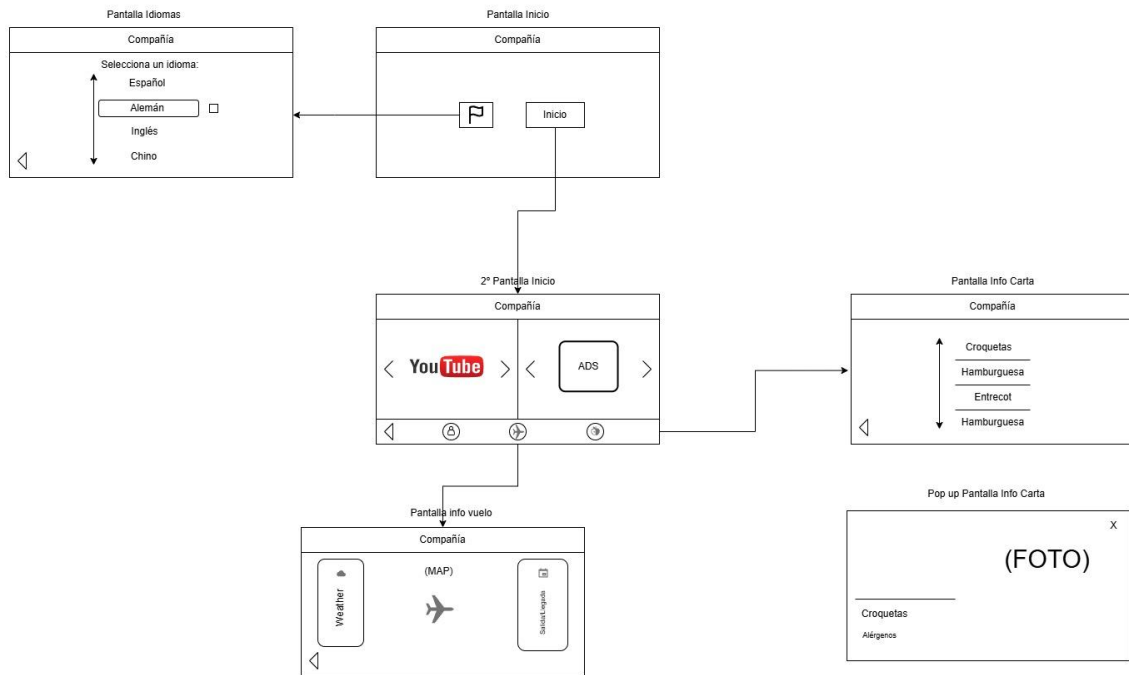 Pantalla Idiomas
Compañía
Selecciona un idioma:
Español
Alemán
Inglés
Chino
Pantalla Inicio
Compañía
Inicio
2º Pantalla Inicio
Compañía
YouTube
ADS
Pantalla Info Carta
Compañía
Croquetas
Hamburguesa
Entrecot
Hamburguesa
Pantalla info vuelo
Compañía
Weather
(MAP)
Salida/Llegada
Pop up Pantalla Info Carta
X
(FOTO)
Croquetas
Alérgenos